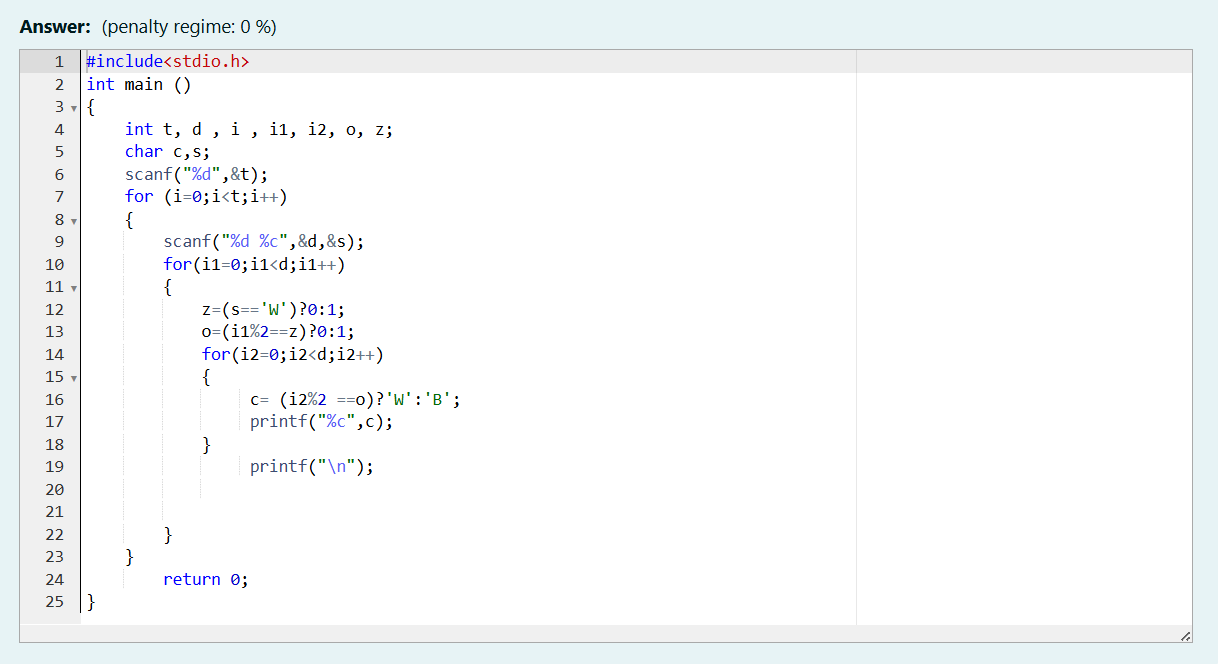 Answer: (penalty regime: 0 %)
1 #include<stdio.h>
2 int main ()
3 {
4     int t, d , i , i1, i2, o, z;
5     char c,s;
6     scanf("%d",&t);
7     for (i=0;i<t;i++)
8     {
9         scanf("%d %c",&d,&s);
10         for(i1=0;i1<d;i1++)
11         {
12             z=(s=='W')?0:1;
13             o=(i1%2==z)?0:1;
14             for(i2=0;i2<d;i2++)
15             {
16                 c= (i2%2 ==o)?'W':'B';
17                 printf("%c",c);
18             }
19                 printf("\n");
20
21
22         }
23     }
24         return 0;
25 }